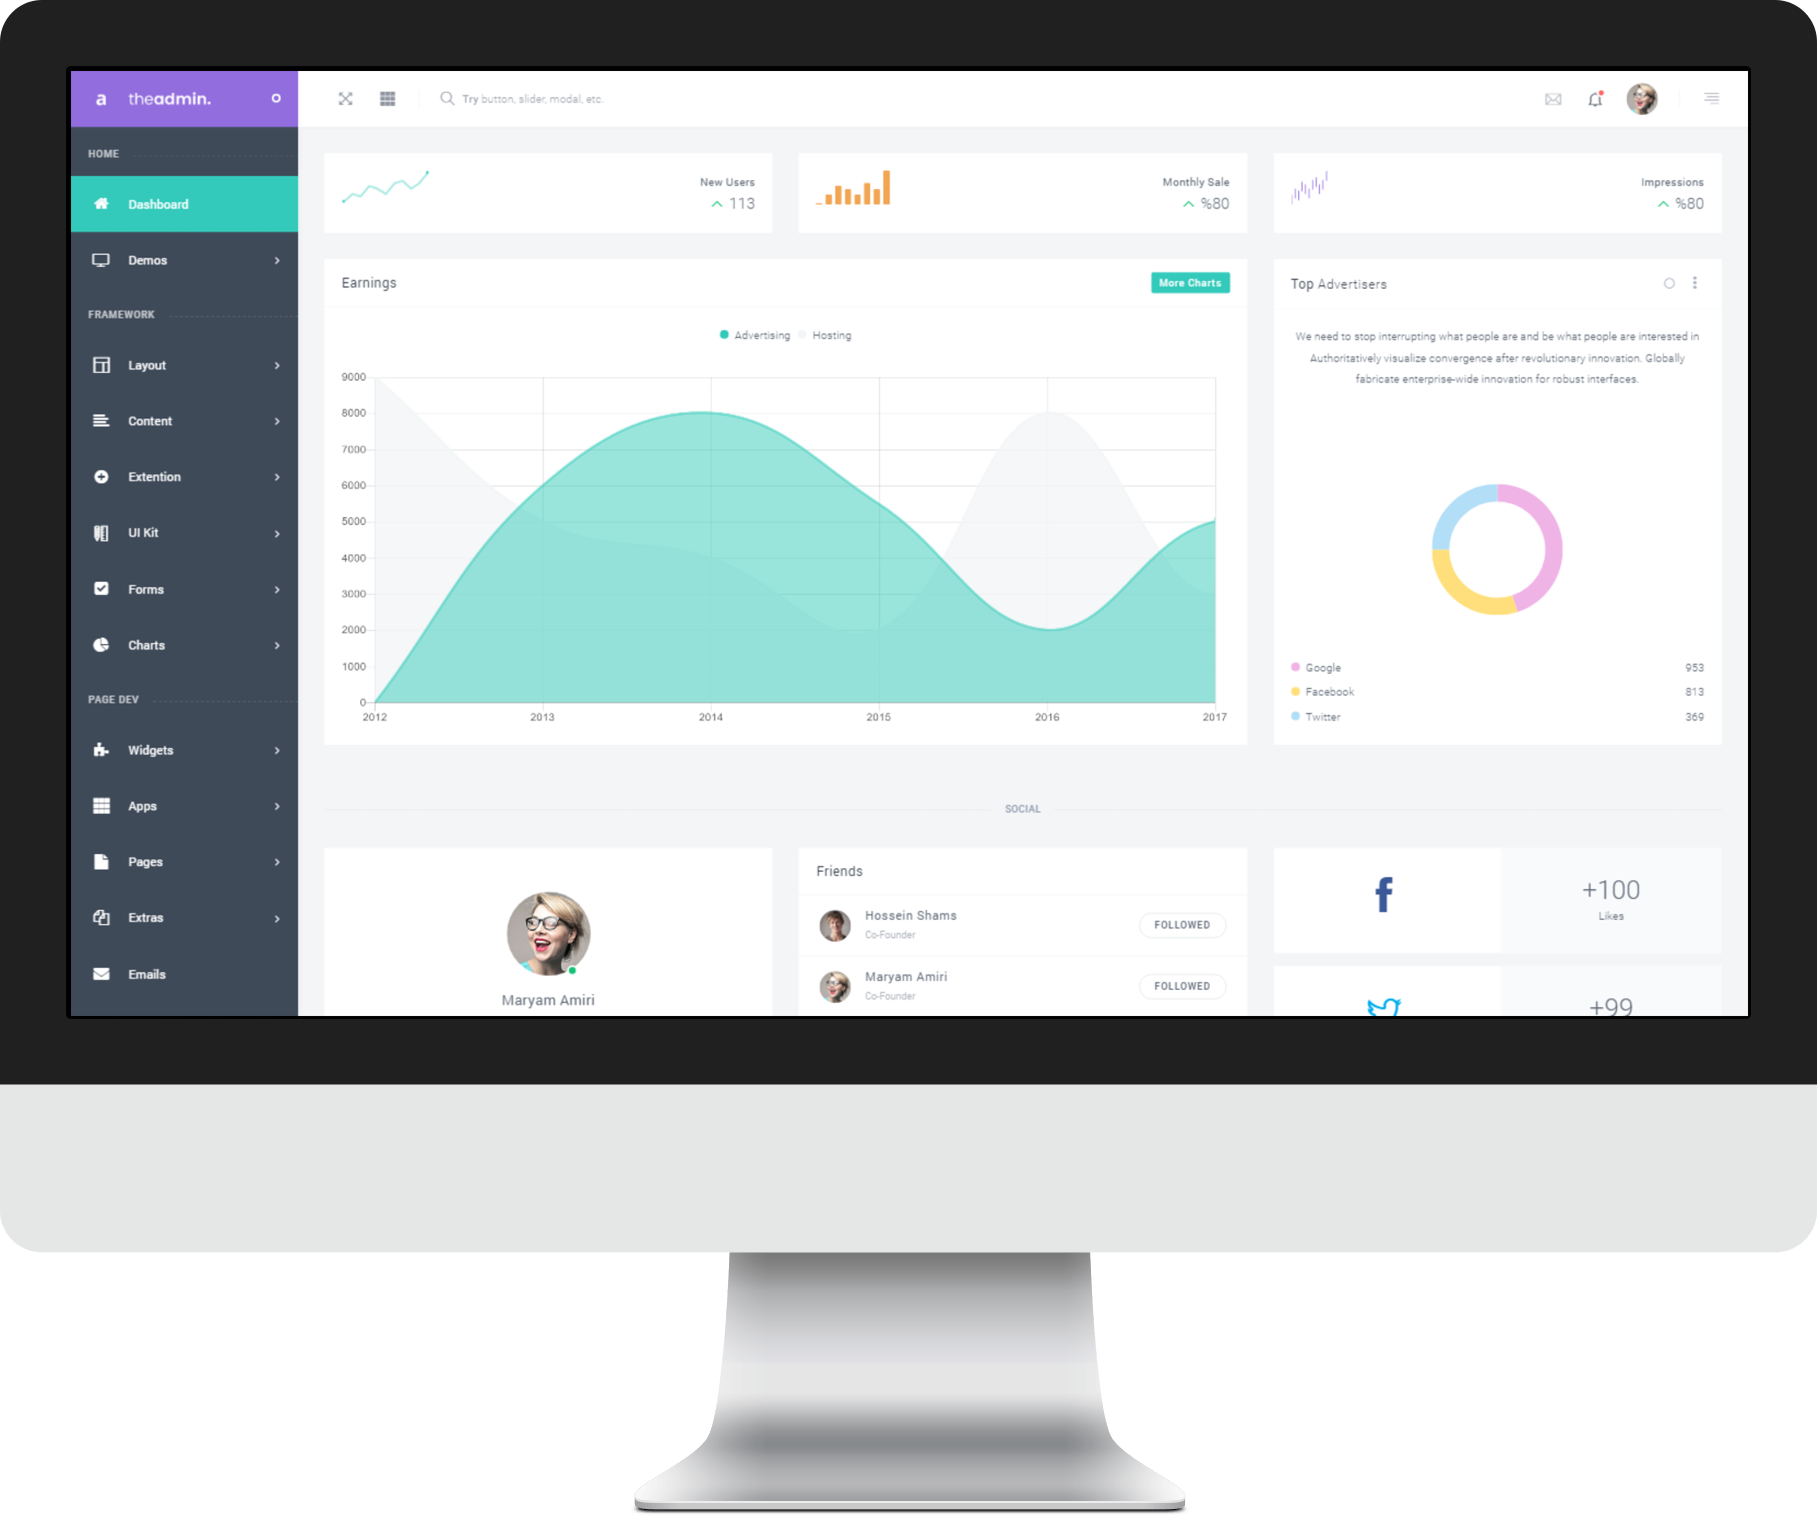 a theadmin.
Try button, slider, modal, etc.
HOME
Dashboard
Demos
FRAMEWORK
Layout
Content
Extention
UI Kit
Forms
Charts
PAGE DEV
Widgets
Apps
Pages
Extras
Emails
New Users
113
Monthly Sale
%80
Impressions
%80
Earnings
More Charts
Advertising Hosting
9000
8000
7000
6000
5000
4000
3000
2000
1000
0
2012 2013 2014 2015 2016 2017
Top Advertisers
We need to stop interrupting what people are and be what people are interested in
Authoritatively visualize convergence after revolutionary innovation. Globally
fabricate enterprise-wide innovation for robust interfaces.
Google 953
Facebook 813
Twitter 369
SOCIAL
Maryam Amiri
Friends
Hossein Shams
Co-Founder
FOLLOWED
Maryam Amiri
Co-Founder
FOLLOWED
f
+100
Likes
+99